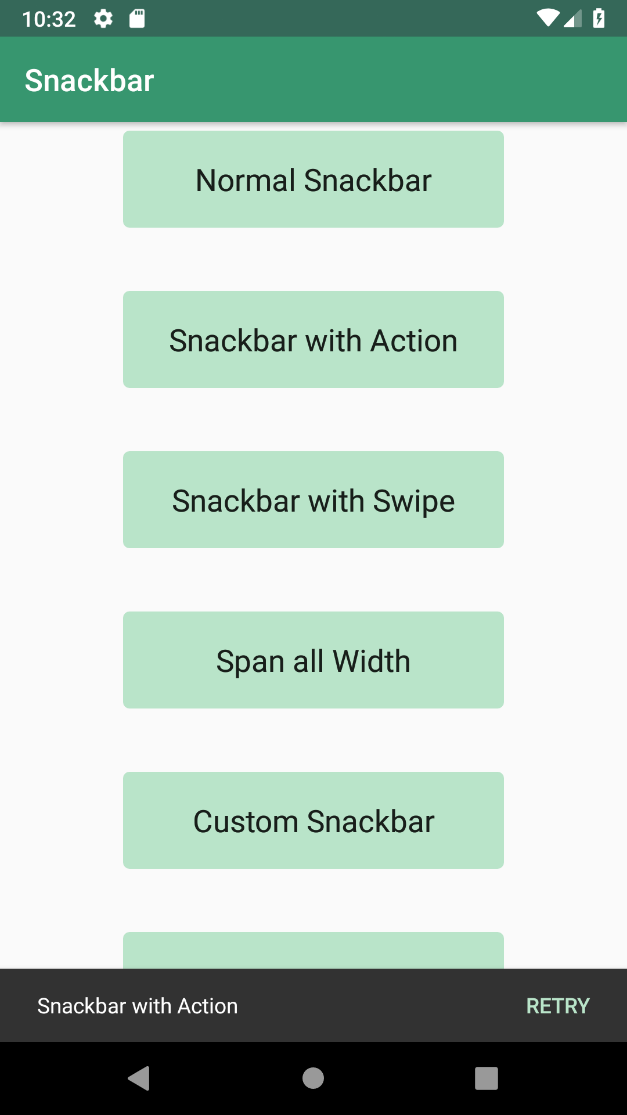 10:32
Snackbar
Normal Snackbar
Snackbar with Action
Snackbar with Swipe
Span all Width
Custom Snackbar
Snackbar with Action RETRY